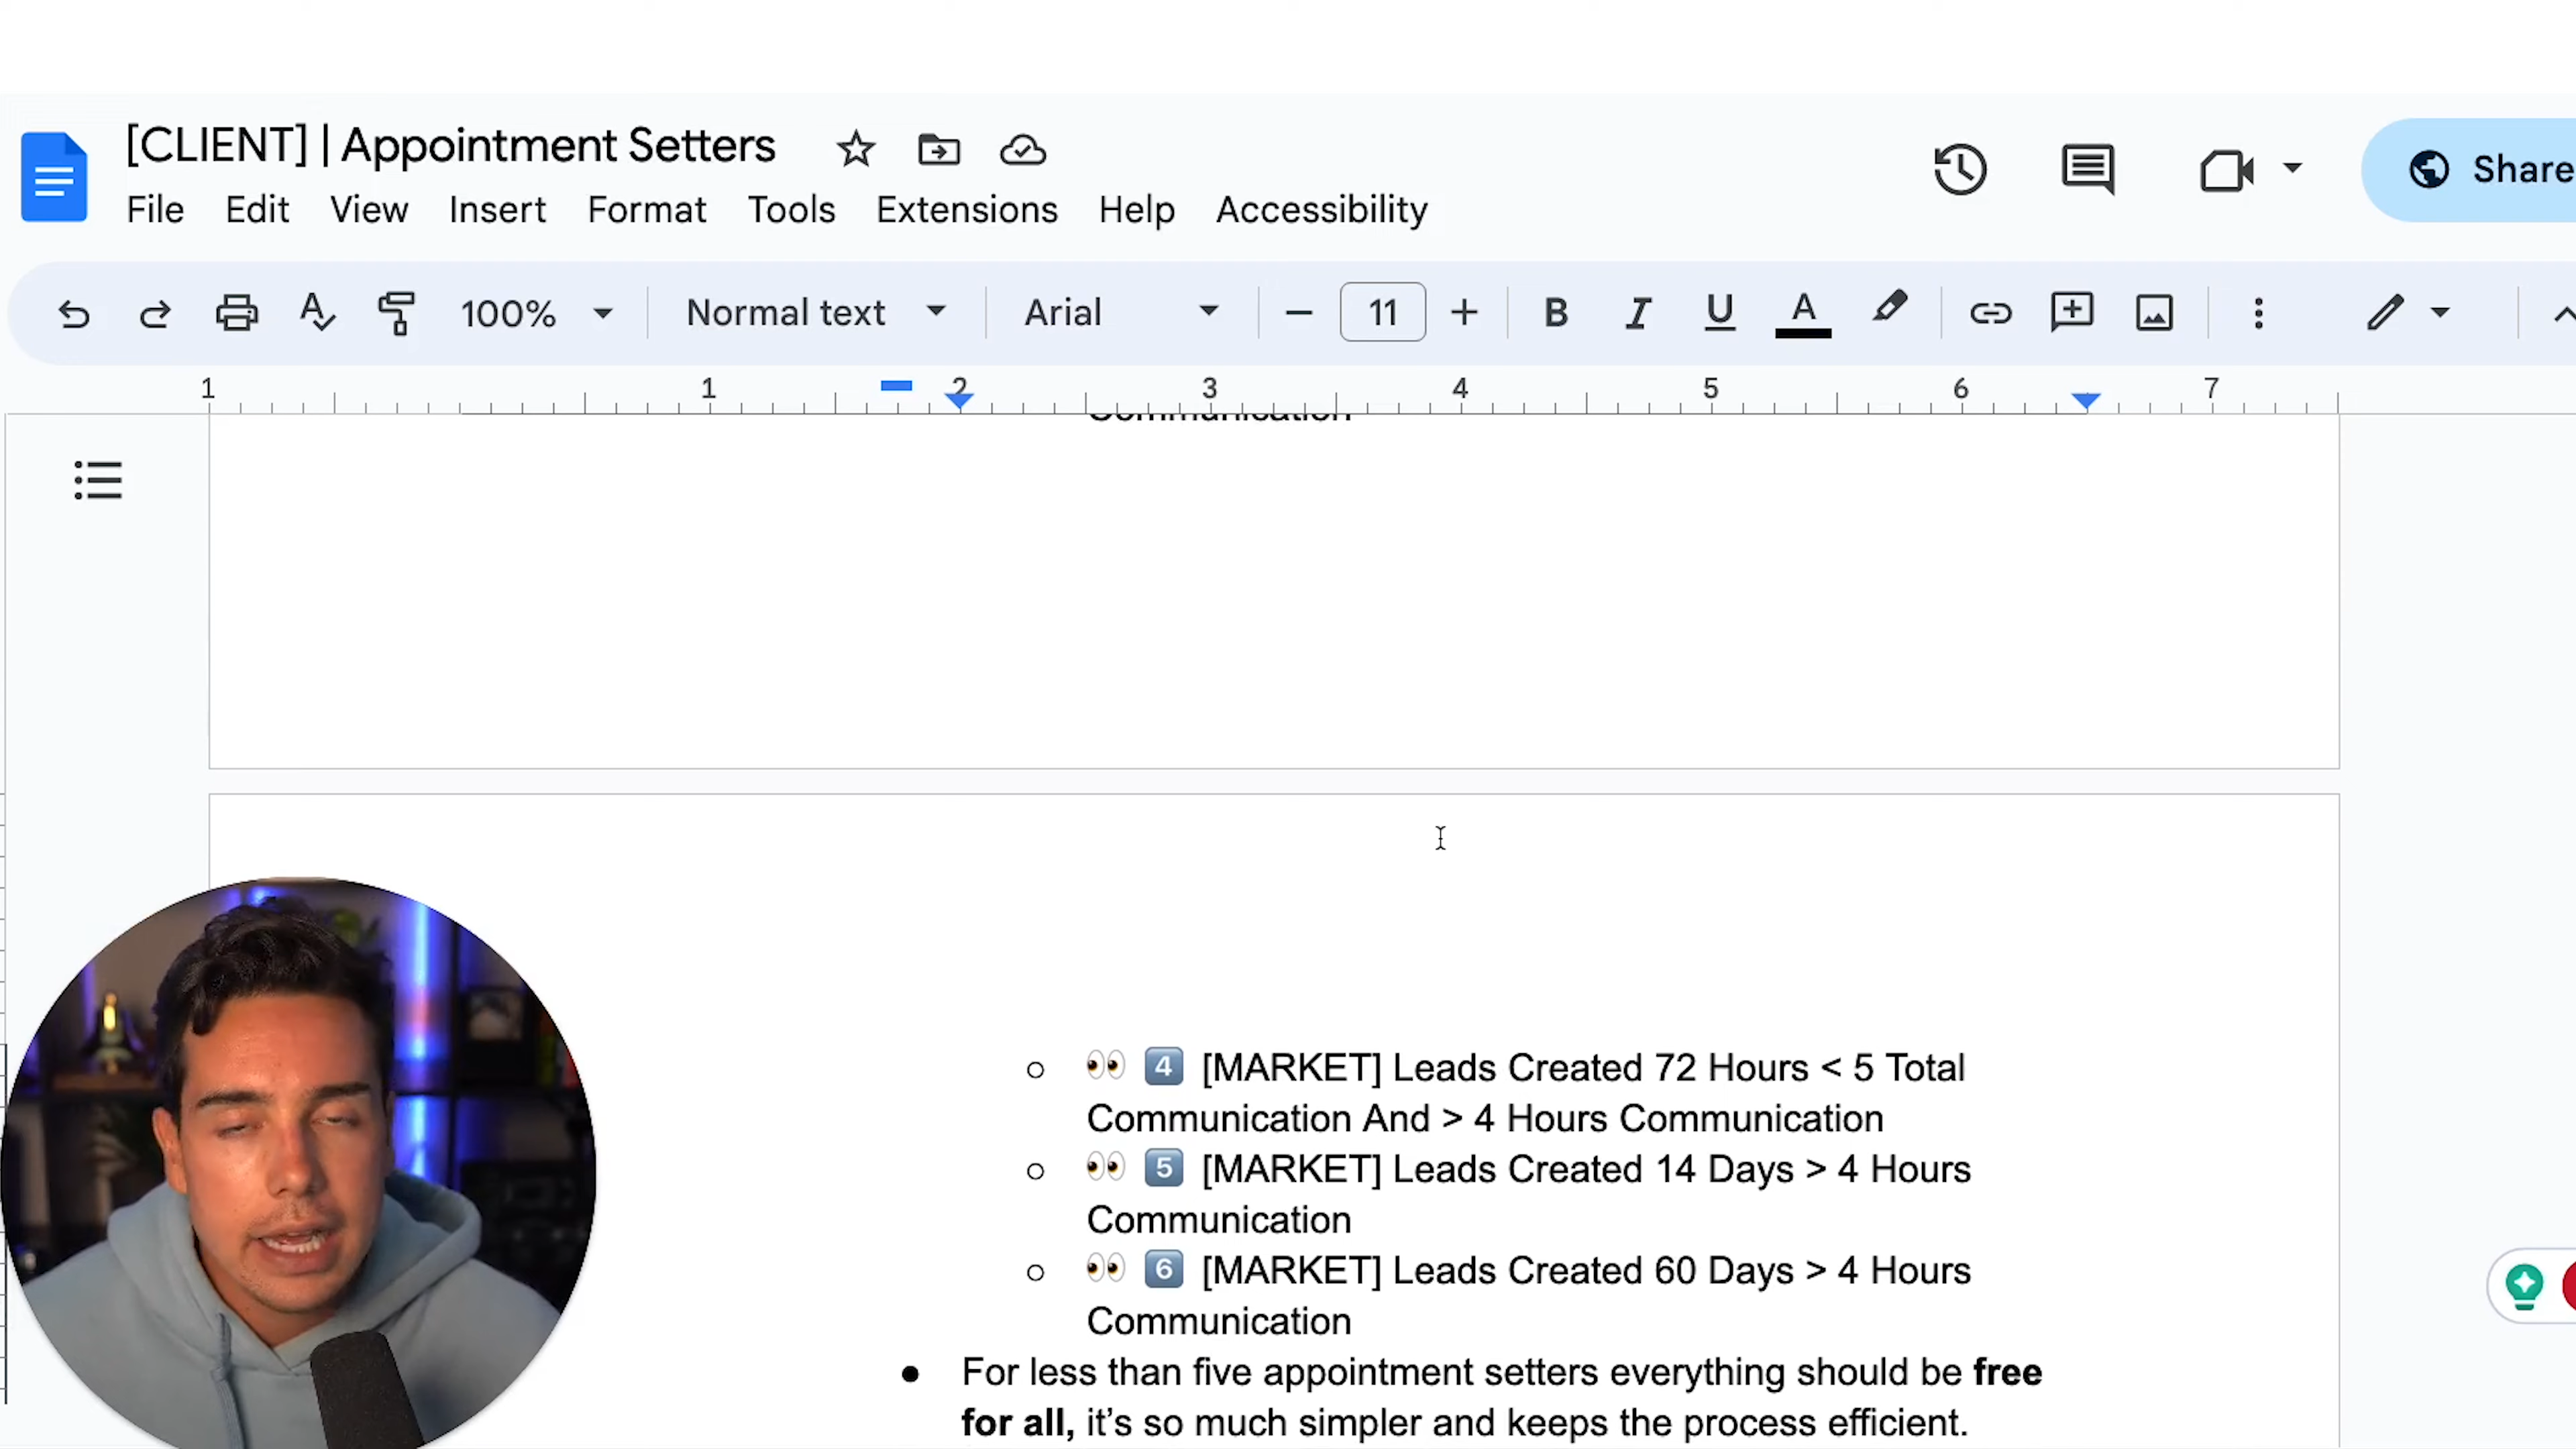 [CLIENT] | Appointment Setters
File Edit View Insert Format Tools Extensions Help Accessibility
Share
100% Normal text Arial 11 B I U A
1 1 2 3 4 5 6 7
Communication
4 [MARKET] Leads Created 72 Hours < 5 Total
Communication And > 4 Hours Communication
5 [MARKET] Leads Created 14 Days > 4 Hours
Communication
6 [MARKET] Leads Created 60 Days > 4 Hours
Communication
For less than five appointment setters everything should be free
for all, it’s so much simpler and keeps the process efficient.